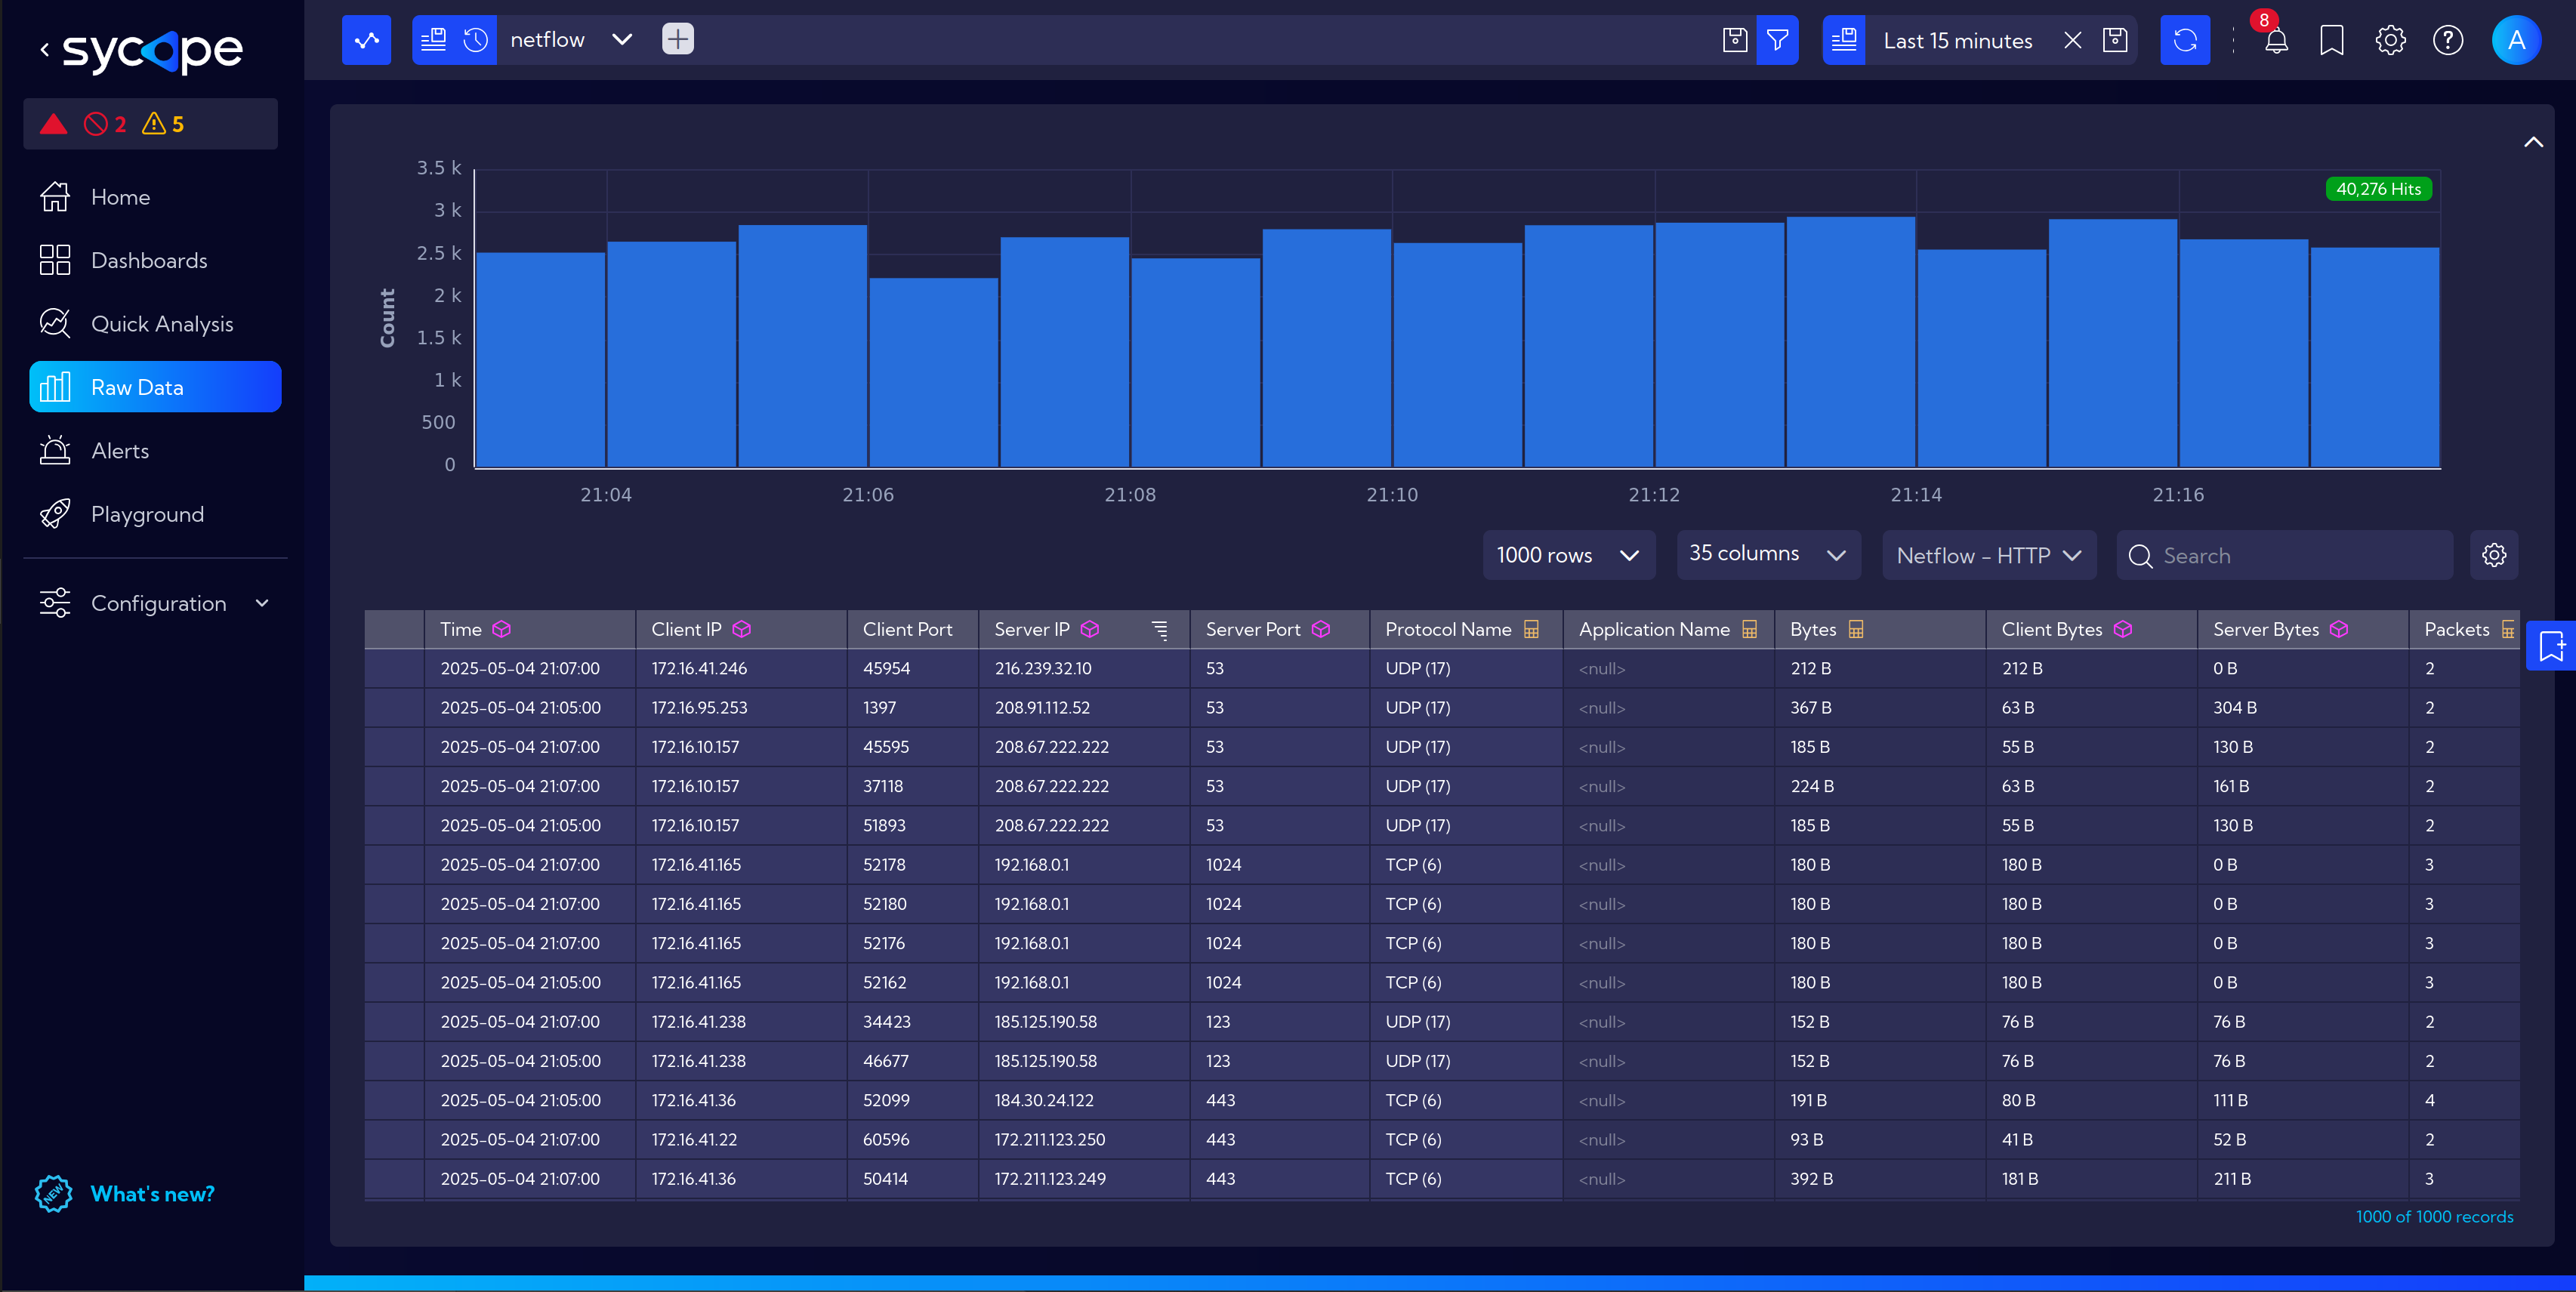 sycope
netflow
Last 15 minutes
8
A
2
5
Home
Dashboards
Quick Analysis
Raw Data
Alerts
Playground
Configuration
NEW
What's new?
Count
3.5 k
3 k
2.5 k
2 k
1.5 k
1 k
500
0
40,276 Hits
21:04 21:06 21:08 21:10 21:12 21:14 21:16
1000 rows 35 columns Netflow - HTTP Search
Time Client IP Client Port Server IP Server Port Protocol Name Application Name Bytes Client Bytes Server Bytes Packets
2025-05-04 21:07:00 172.16.41.246 45954 216.239.32.10 53 UDP (17) <null> 212 B 212 B 0 B 2
2025-05-04 21:05:00 172.16.95.253 1397 208.91.112.52 53 UDP (17) <null> 367 B 63 B 304 B 2
2025-05-04 21:07:00 172.16.10.157 45595 208.67.222.222 53 UDP (17) <null> 185 B 55 B 130 B 2
2025-05-04 21:07:00 172.16.10.157 37118 208.67.222.222 53 UDP (17) <null> 224 B 63 B 161 B 2
2025-05-04 21:05:00 172.16.10.157 51893 208.67.222.222 53 UDP (17) <null> 185 B 55 B 130 B 2
2025-05-04 21:07:00 172.16.41.165 52178 192.168.0.1 1024 TCP (6) <null> 180 B 180 B 0 B 3
2025-05-04 21:07:00 172.16.41.165 52180 192.168.0.1 1024 TCP (6) <null> 180 B 180 B 0 B 3
2025-05-04 21:07:00 172.16.41.165 52176 192.168.0.1 1024 TCP (6) <null> 180 B 180 B 0 B 3
2025-05-04 21:05:00 172.16.41.165 52162 192.168.0.1 1024 TCP (6) <null> 180 B 180 B 0 B 3
2025-05-04 21:07:00 172.16.41.238 34423 185.125.190.58 123 UDP (17) <null> 152 B 76 B 76 B 2
2025-05-04 21:05:00 172.16.41.238 46677 185.125.190.58 123 UDP (17) <null> 152 B 76 B 76 B 2
2025-05-04 21:05:00 172.16.41.36 52099 184.30.24.122 443 TCP (6) <null> 191 B 80 B 111 B 4
2025-05-04 21:07:00 172.16.41.22 60596 172.211.123.250 443 TCP (6) <null> 93 B 41 B 52 B 2
2025-05-04 21:07:00 172.16.41.36 50414 172.211.123.249 443 TCP (6) <null> 392 B 181 B 211 B 3
1000 of 1000 records